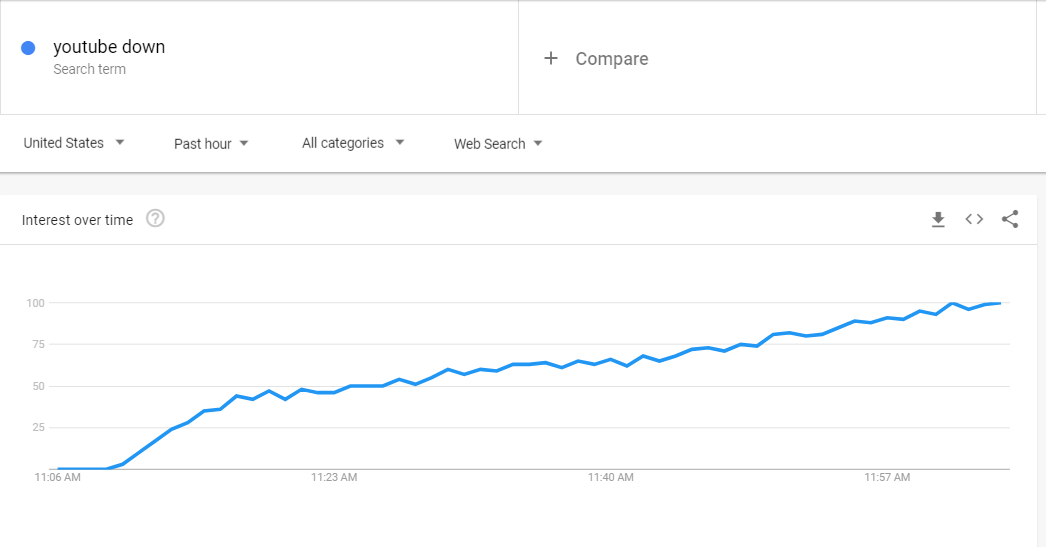 youtube down
Search term
+ Compare
United States
Past hour
All categories
Web Search
Interest over time ?
100
75
50
25
11:06 AM 11:23 AM 11:40 AM 11:57 AM